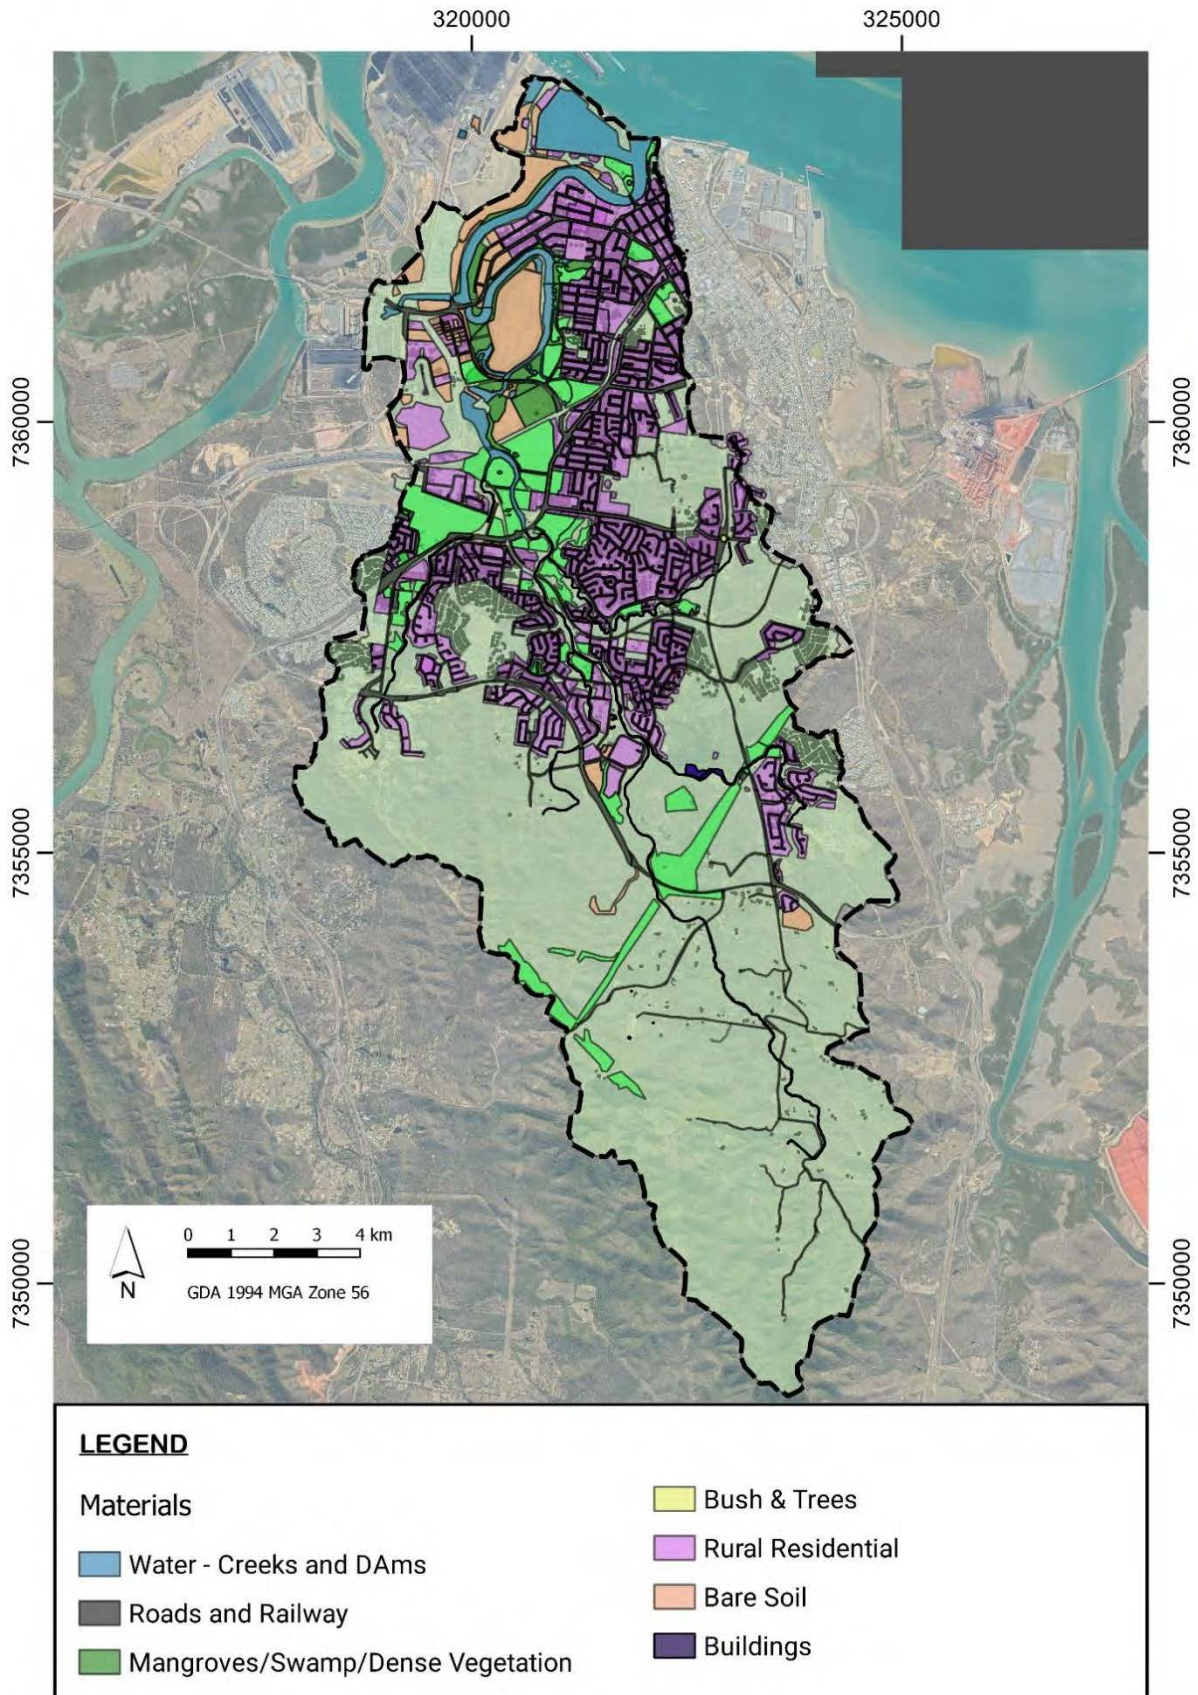 320000
325000
7360000
7360000
7355000
7355000
0 1 2 3 4 km
GDA 1994 MGA Zone 56
N
7350000
7350000
LEGEND
Materials
Water - Creeks and DAms
Roads and Railway
Mangroves/Swamp/Dense Vegetation
Bush & Trees
Rural Residential
Bare Soil
Buildings